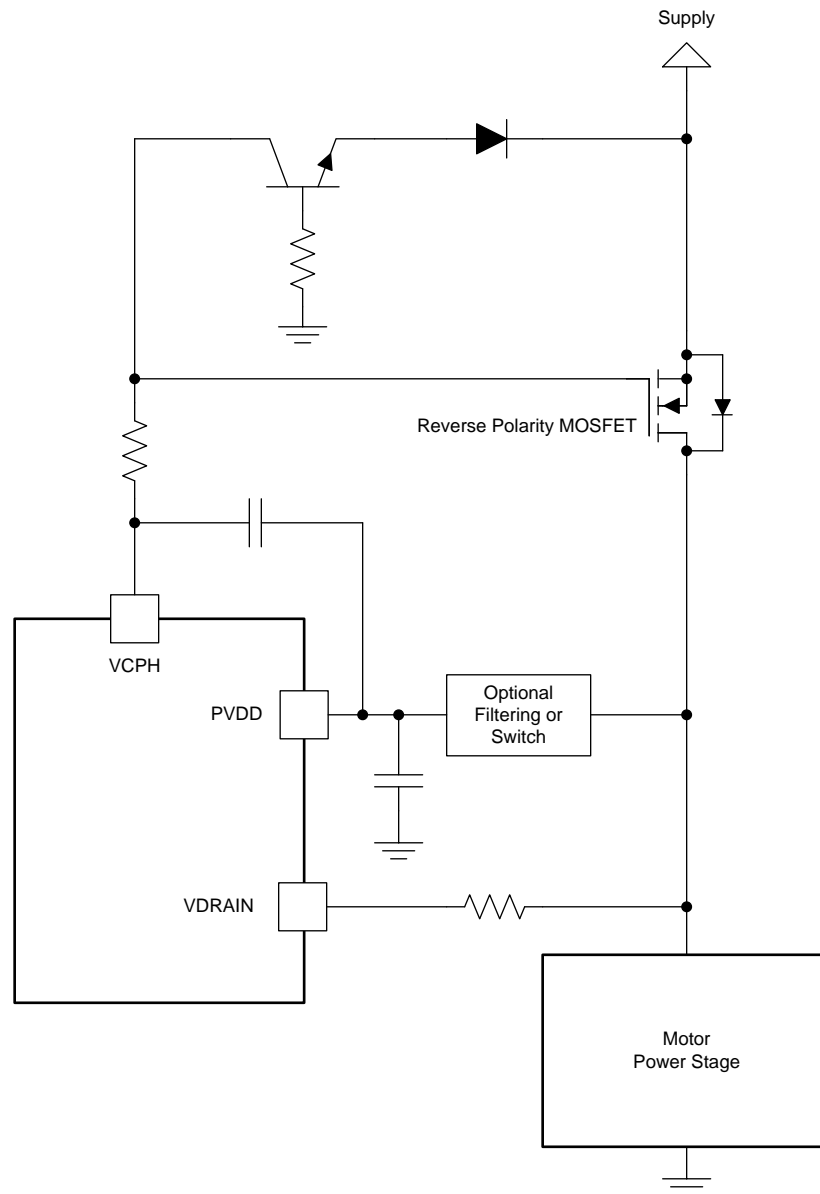 Supply
Reverse Polarity MOSFET
VCPH
PVDD
Optional
Filtering or
Switch
VDRAIN
Motor
Power Stage